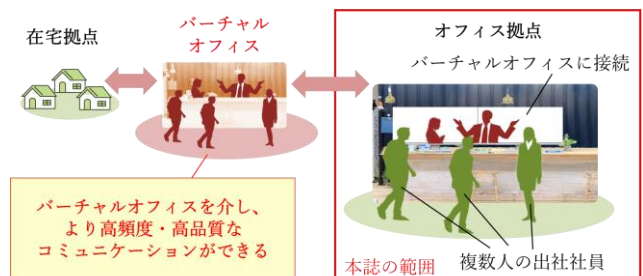 在宅拠点
バーチャル
オフィス
オフィス拠点
バーチャルオフィスに接続
バーチャルオフィスを介し、
より高頻度・高品質な
コミュニケーションができる
本誌の範囲
複数人の出社社員